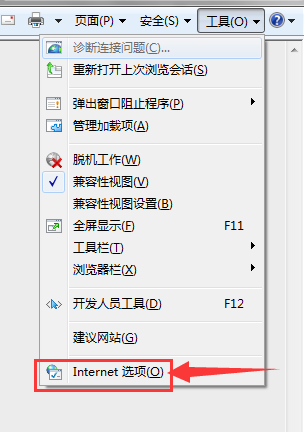 页面(P)
安全(S)
工具(O)
诊断连接问题(C)...
重新打开上次浏览会话(S)
弹出窗口阻止程序(P)
管理加载项(A)
脱机工作(W)
兼容性视图(V)
兼容性视图设置(B)
全屏显示(F) F11
工具栏(T)
浏览器栏(X)
开发人员工具(D) F12
建议网站(G)
Internet 选项(O)